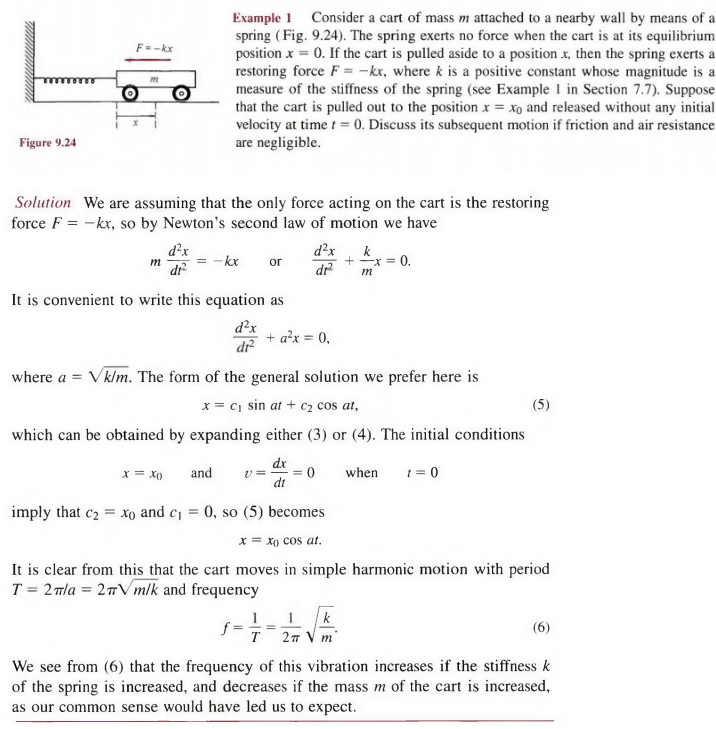 Example 1 Consider a cart of mass m attached to a nearby wall by means of a
spring (Fig. 9.24). The spring exerts no force when the cart is at its equilibrium
position x = 0. If the cart is pulled aside to a position x, then the spring exerts a
restoring force F = −kx, where k is a positive constant whose magnitude is a
measure of the stiffness of the spring (see Example 1 in Section 7.7). Suppose
that the cart is pulled out to the position x = x₀ and released without any initial
velocity at time t = 0. Discuss its subsequent motion if friction and air resistance
are negligible.
F = −kx
m
x
Figure 9.24
Solution We are assuming that the only force acting on the cart is the restoring
force F = −kx, so by Newton's second law of motion we have
m d²x/dt² = −kx or d²x/dt² + k/m x = 0.
It is convenient to write this equation as
d²x/dt² + a²x = 0,
where a = √k/m. The form of the general solution we prefer here is
x = c₁ sin at + c₂ cos at, (5)
which can be obtained by expanding either (3) or (4). The initial conditions
x = x₀ and v = dx/dt = 0 when t = 0
imply that c₂ = x₀ and c₁ = 0, so (5) becomes
x = x₀ cos at.
It is clear from this that the cart moves in simple harmonic motion with period
T = 2π/a = 2π√m/k and frequency
f = 1/T = 1/2π √k/m. (6)
We see from (6) that the frequency of this vibration increases if the stiffness k
of the spring is increased, and decreases if the mass m of the cart is increased,
as our common sense would have led us to expect.